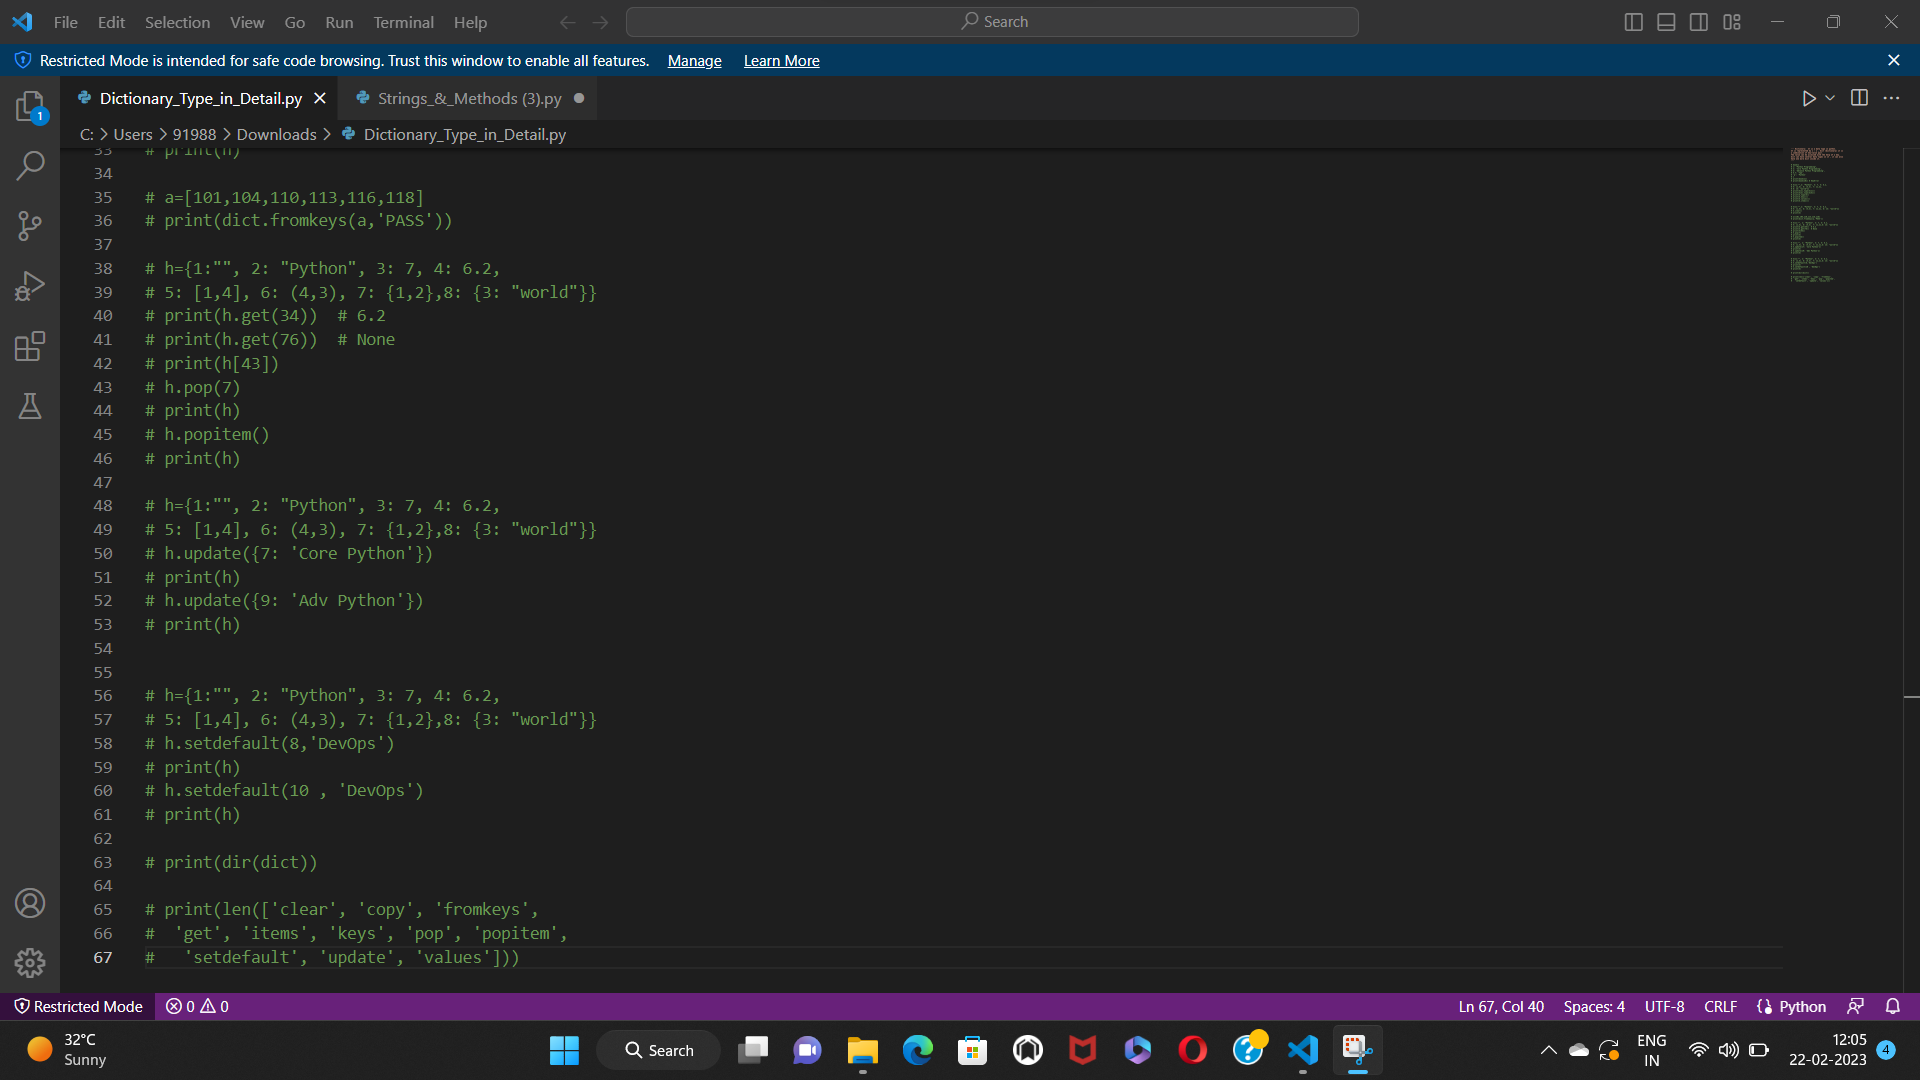 File Edit Selection View Go Run Terminal Help
Search
Restricted Mode is intended for safe code browsing. Trust this window to enable all features. Manage Learn More
1
Dictionary_Type_in_Detail.py Strings_&_Methods (3).py
C: > Users > 91988 > Downloads > Dictionary_Type_in_Detail.py
33 # print(h)
34
35 # a=[101,104,110,113,116,118]
36 # print(dict.fromkeys(a,'PASS'))
37
38 # h={1:"", 2: "Python", 3: 7, 4: 6.2,
39 # 5: [1,4], 6: (4,3), 7: {1,2},8: {3: "world"}}
40 # print(h.get(34))  # 6.2
41 # print(h.get(76))  # None
42 # print(h[43])
43 # h.pop(7)
44 # print(h)
45 # h.popitem()
46 # print(h)
47
48 # h={1:"", 2: "Python", 3: 7, 4: 6.2,
49 # 5: [1,4], 6: (4,3), 7: {1,2},8: {3: "world"}}
50 # h.update({7: 'Core Python'})
51 # print(h)
52 # h.update({9: 'Adv Python'})
53 # print(h)
54
55
56 # h={1:"", 2: "Python", 3: 7, 4: 6.2,
57 # 5: [1,4], 6: (4,3), 7: {1,2},8: {3: "world"}}
58 # h.setdefault(8,'DevOps')
59 # print(h)
60 # h.setdefault(10 , 'DevOps')
61 # print(h)
62
63 # print(dir(dict))
64
65 # print(len(['clear', 'copy', 'fromkeys',
66 #  'get', 'items', 'keys', 'pop', 'popitem',
67 #   'setdefault', 'update', 'values']))
Restricted Mode 0 0 Ln 67, Col 40 Spaces: 4 UTF-8 CRLF Python
32°C
Sunny
Search
ENG
IN
12:05
22-02-2023
4